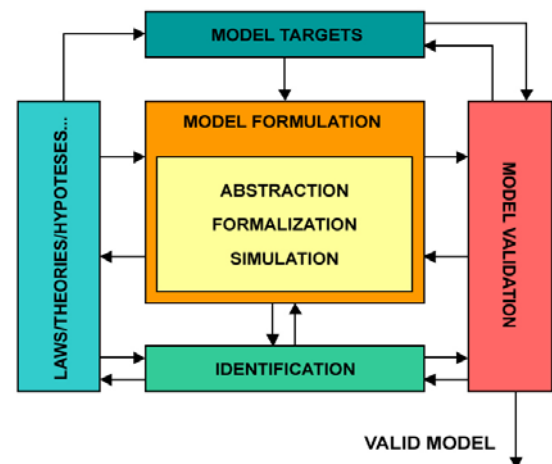 MODEL TARGETS
LAWS/THEORIES/HYPOTESES...
MODEL FORMULATION
ABSTRACTION
FORMALIZATION
SIMULATION
MODEL VALIDATION
IDENTIFICATION
VALID MODEL